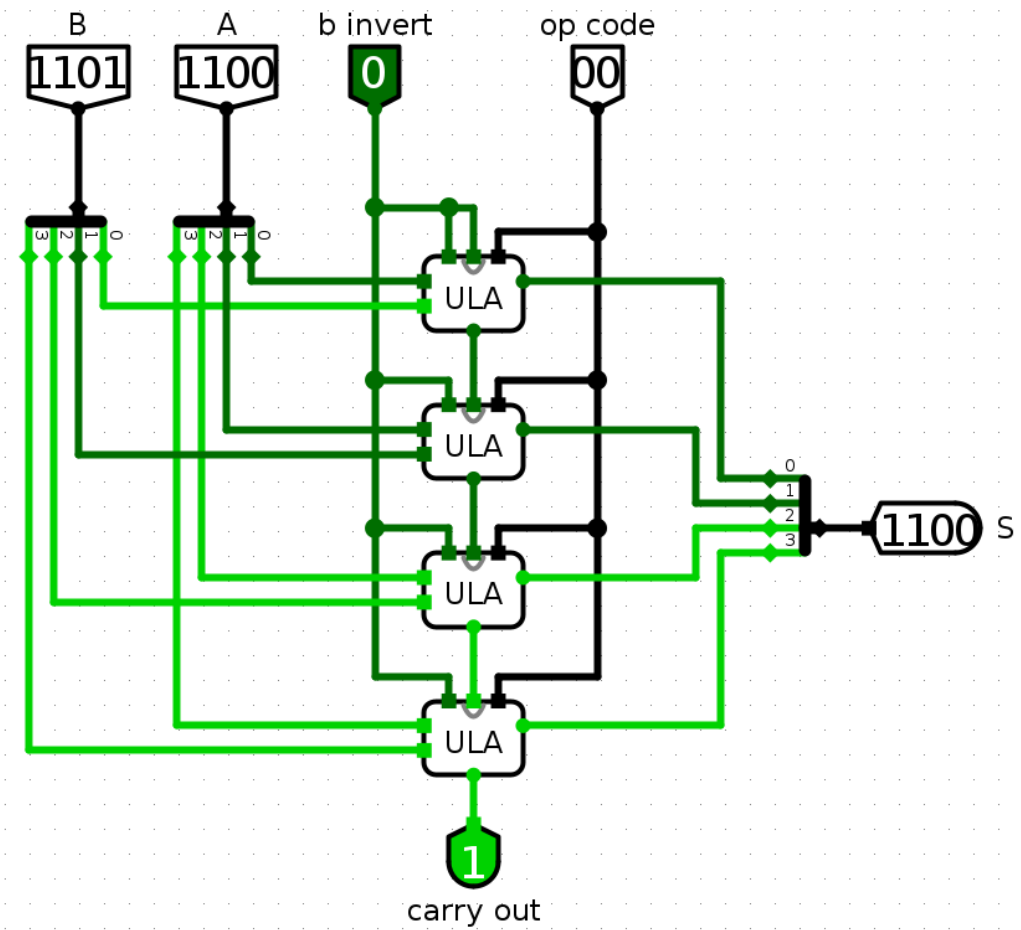 B A b invert op code
1101 1100 0 00
3 2 1 0 3 2 1 0
ULA
ULA
0
1
2
3
1100 S
ULA
ULA
1
carry out